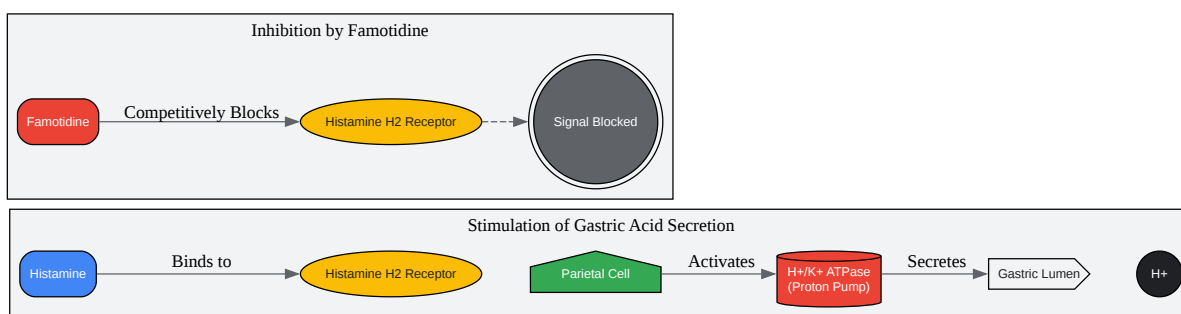 Inhibition by Famotidine
Famotidine
Competitively Blocks
Histamine H2 Receptor
Signal Blocked
Stimulation of Gastric Acid Secretion
Histamine
Binds to
Histamine H2 Receptor
Parietal Cell
Activates
H+/K+ ATPase
(Proton Pump)
Secretes
Gastric Lumen
H+